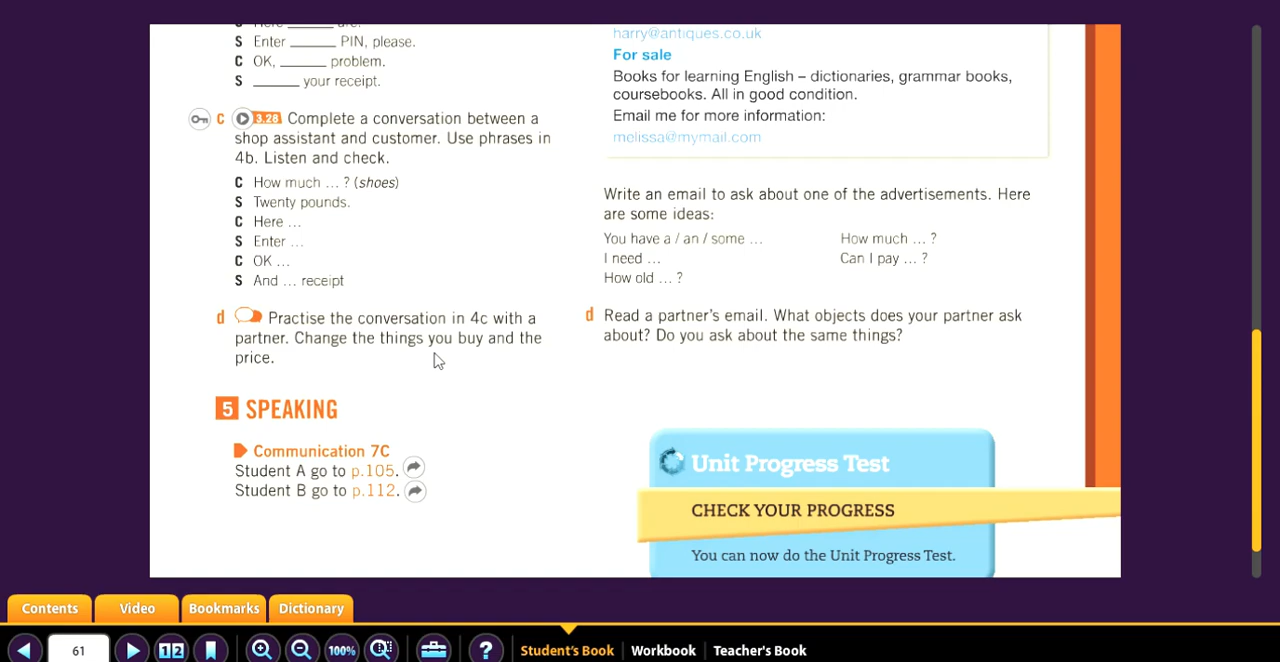 Here ______ are.
S Enter ______ PIN, please.
C OK, ______ problem.
S ______ your receipt.
C 3.28 Complete a conversation between a
shop assistant and customer. Use phrases in
4b. Listen and check.
C How much … ? (shoes)
S Twenty pounds.
C Here …
S Enter …
C OK …
S And … receipt
d Practise the conversation in 4c with a
partner. Change the things you buy and the
price.
5 SPEAKING
Communication 7C
Student A go to p.105.
Student B go to p.112.
harry@antiques.co.uk
For sale
Books for learning English – dictionaries, grammar books,
coursebooks. All in good condition.
Email me for more information:
melissa@mymail.com
Write an email to ask about one of the advertisements. Here
are some ideas:
You have a / an / some …
I need …
How old … ?
How much … ?
Can I pay … ?
d Read a partner's email. What objects does your partner ask
about? Do you ask about the same things?
Unit Progress Test
CHECK YOUR PROGRESS
You can now do the Unit Progress Test.
Contents Video Bookmarks Dictionary
61 1 2 100% ? Student's Book Workbook Teacher's Book